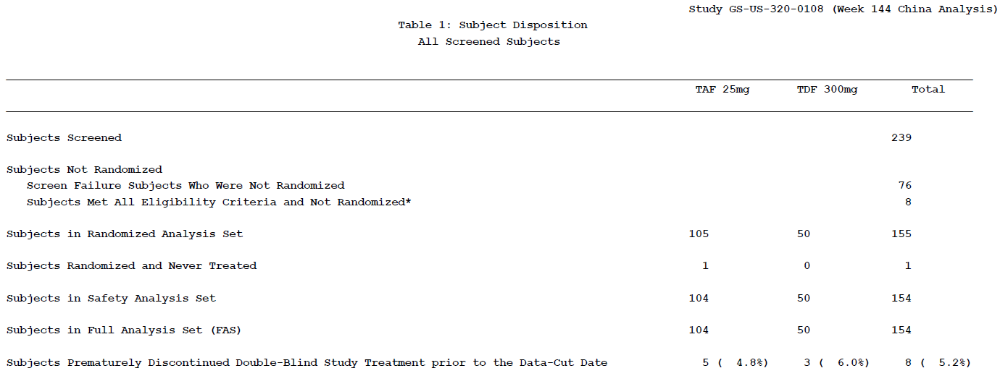 Study GS-US-320-0108 (Week 144 China Analysis)
Table 1: Subject Disposition
All Screened Subjects
TAF 25mg TDF 300mg Total
Subjects Screened 239
Subjects Not Randomized
Screen Failure Subjects Who Were Not Randomized 76
Subjects Met All Eligibility Criteria and Not Randomized* 8
Subjects in Randomized Analysis Set 105 50 155
Subjects Randomized and Never Treated 1 0 1
Subjects in Safety Analysis Set 104 50 154
Subjects in Full Analysis Set (FAS) 104 50 154
Subjects Prematurely Discontinued Double-Blind Study Treatment prior to the Data-Cut Date 5 ( 4.8%) 3 ( 6.0%) 8 ( 5.2%)